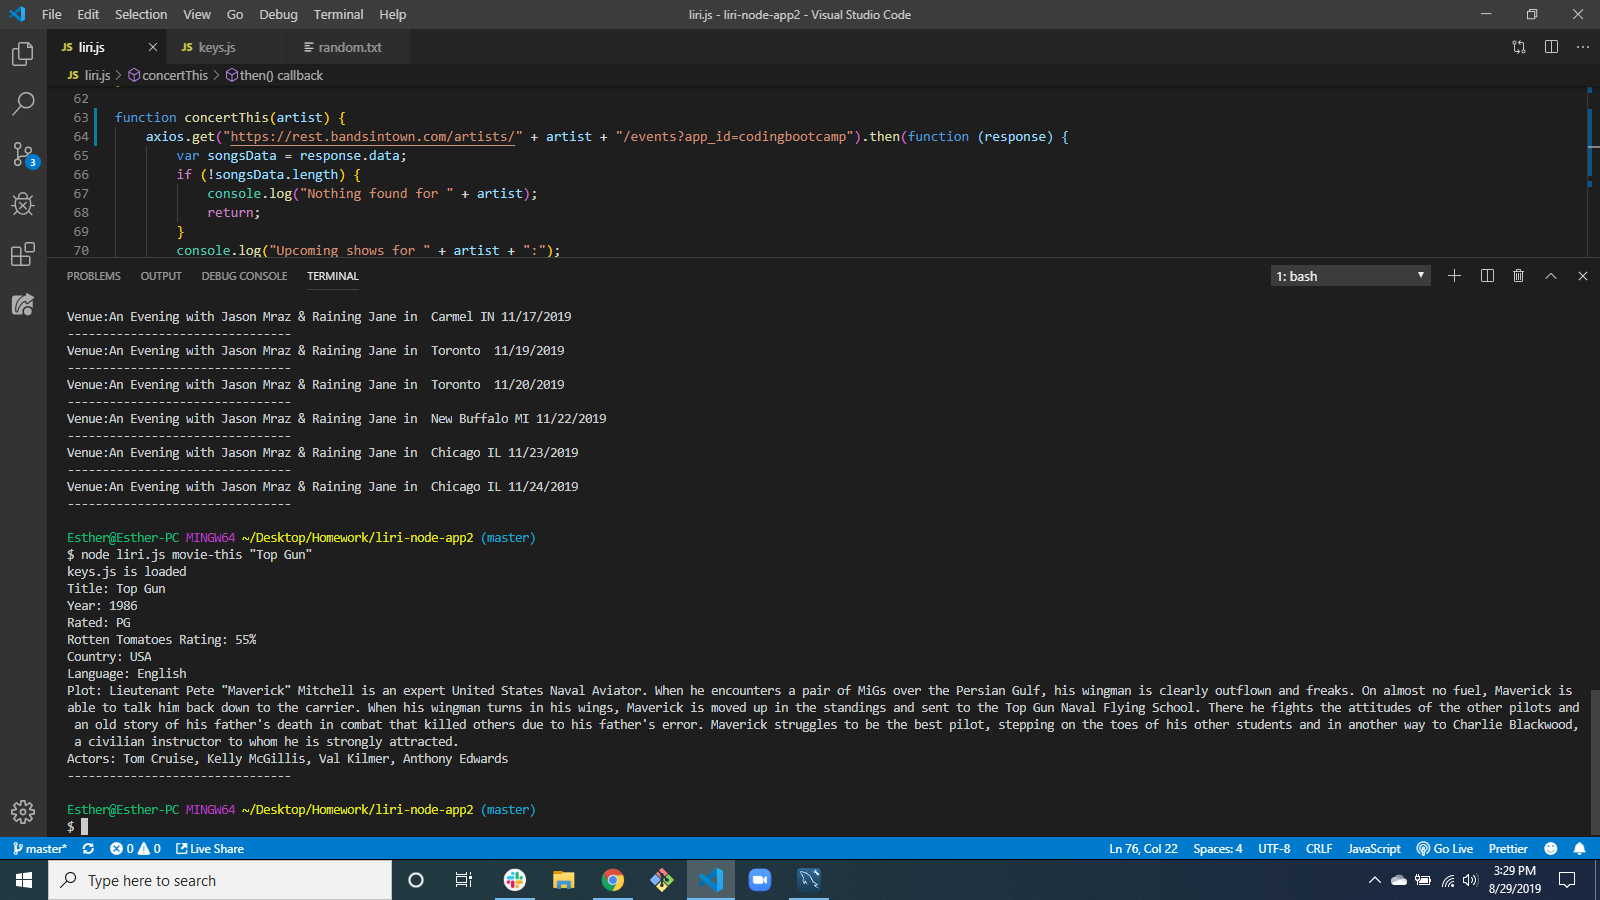 File Edit Selection View Go Debug Terminal Help
liri.js - liri-node-app2 - Visual Studio Code
JS liri.js
JS keys.js
random.txt
JS liri.js > concertThis > then() callback
62
63 function concertThis(artist) {
64 axios.get("https://rest.bandsintown.com/artists/" + artist + "/events?app_id=codingbootcamp").then(function (response) {
65 var songsData = response.data;
66 if (!songsData.length) {
67 console.log("Nothing found for " + artist);
68 return;
69 }
70 console.log("Upcoming shows for " + artist + ":");
3
PROBLEMS OUTPUT DEBUG CONSOLE TERMINAL
1: bash
Venue:An Evening with Jason Mraz & Raining Jane in  Carmel IN 11/17/2019
--------------------------------
Venue:An Evening with Jason Mraz & Raining Jane in  Toronto  11/19/2019
--------------------------------
Venue:An Evening with Jason Mraz & Raining Jane in  Toronto  11/20/2019
--------------------------------
Venue:An Evening with Jason Mraz & Raining Jane in  New Buffalo MI 11/22/2019
--------------------------------
Venue:An Evening with Jason Mraz & Raining Jane in  Chicago IL 11/23/2019
--------------------------------
Venue:An Evening with Jason Mraz & Raining Jane in  Chicago IL 11/24/2019
--------------------------------
Esther@Esther-PC MINGW64 ~/Desktop/Homework/liri-node-app2 (master)
$ node liri.js movie-this "Top Gun"
keys.js is loaded
Title: Top Gun
Year: 1986
Rated: PG
Rotten Tomatoes Rating: 55%
Country: USA
Language: English
Plot: Lieutenant Pete "Maverick" Mitchell is an expert United States Naval Aviator. When he encounters a pair of MiGs over the Persian Gulf, his wingman is clearly outflown and freaks. On almost no fuel, Maverick is
able to talk him back down to the carrier. When his wingman turns in his wings, Maverick is moved up in the standings and sent to the Top Gun Naval Flying School. There he fights the attitudes of the other pilots and
an old story of his father's death in combat that killed others due to his father's error. Maverick struggles to be the best pilot, stepping on the toes of his other students and in another way to Charlie Blackwood,
a civilian instructor to whom he is strongly attracted.
Actors: Tom Cruise, Kelly McGillis, Val Kilmer, Anthony Edwards
--------------------------------
Esther@Esther-PC MINGW64 ~/Desktop/Homework/liri-node-app2 (master)
$
master* 0 0 Live Share
Ln 76, Col 22 Spaces: 4 UTF-8 CRLF JavaScript Go Live Prettier
Type here to search
3:29 PM
8/29/2019